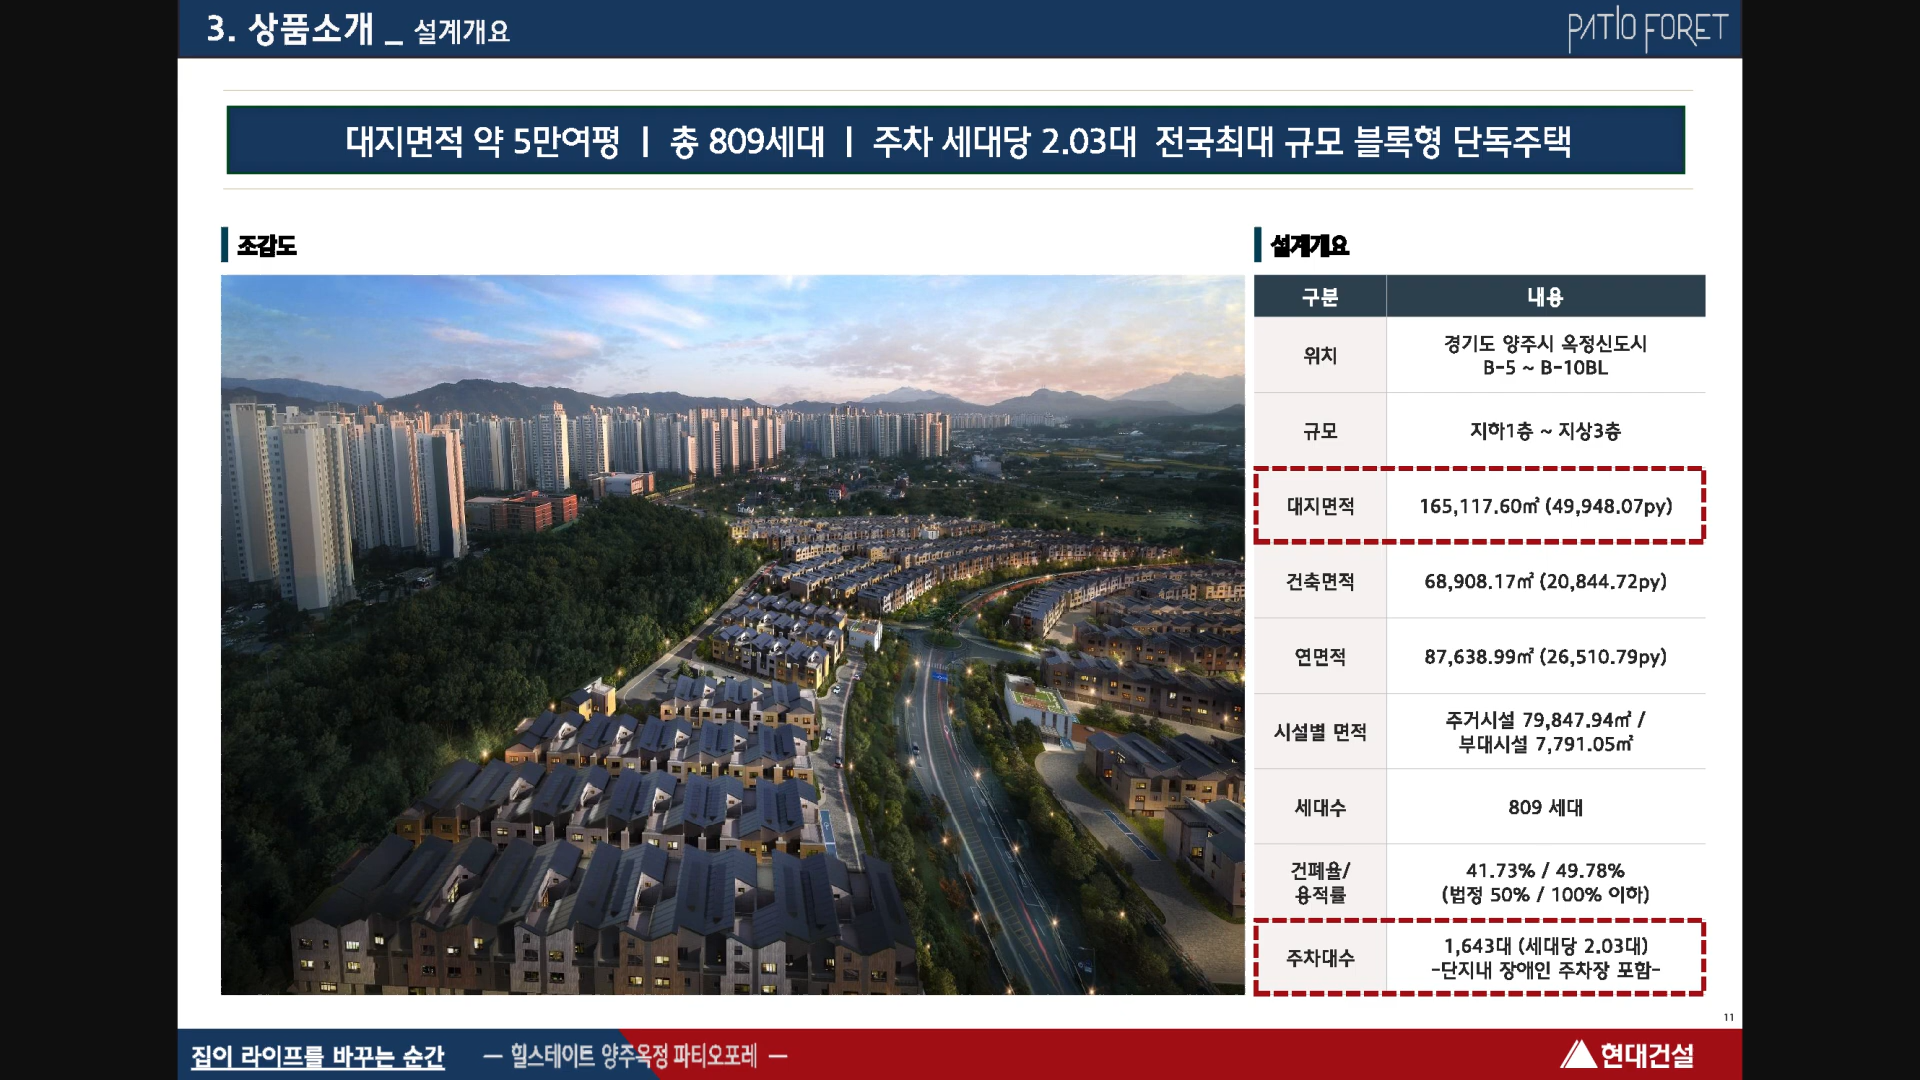 3. 상품소개 _ 설계개요
PATIO FORET
대지면적 약 5만여평 | 총 809세대 | 주차 세대당 2.03대 전국최대 규모 블록형 단독주택
조감도
설계개요
구분 내용
위치 경기도 양주시 옥정신도시
B-5 ~ B-10BL
규모 지하1층 ~ 지상3층
대지면적 165,117.60㎡ (49,948.07py)
건축면적 68,908.17㎡ (20,844.72py)
연면적 87,638.99㎡ (26,510.79py)
시설별 면적 주거시설 79,847.94㎡ /
부대시설 7,791.05㎡
세대수 809 세대
건폐율/ 41.73% / 49.78%
용적률 (법정 50% / 100% 이하)
주차대수 1,643대 (세대당 2.03대)
-단지내 장애인 주차장 포함-
11
집이 라이프를 바꾸는 순간 — 힐스테이트 양주옥정 파티오포레 —
현대건설